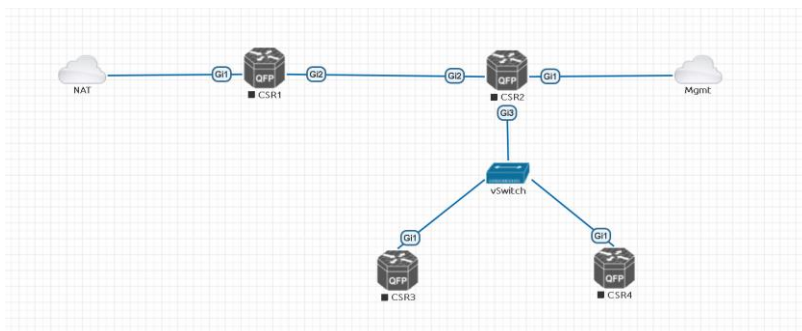 Gi1
QFP
Gi2
Gi2
QFP
Gi1
NAT
CSR1
CSR2
Mgmt
Gi3
vSwitch
Gi1
Gi1
QFP
QFP
CSR3
CSR4